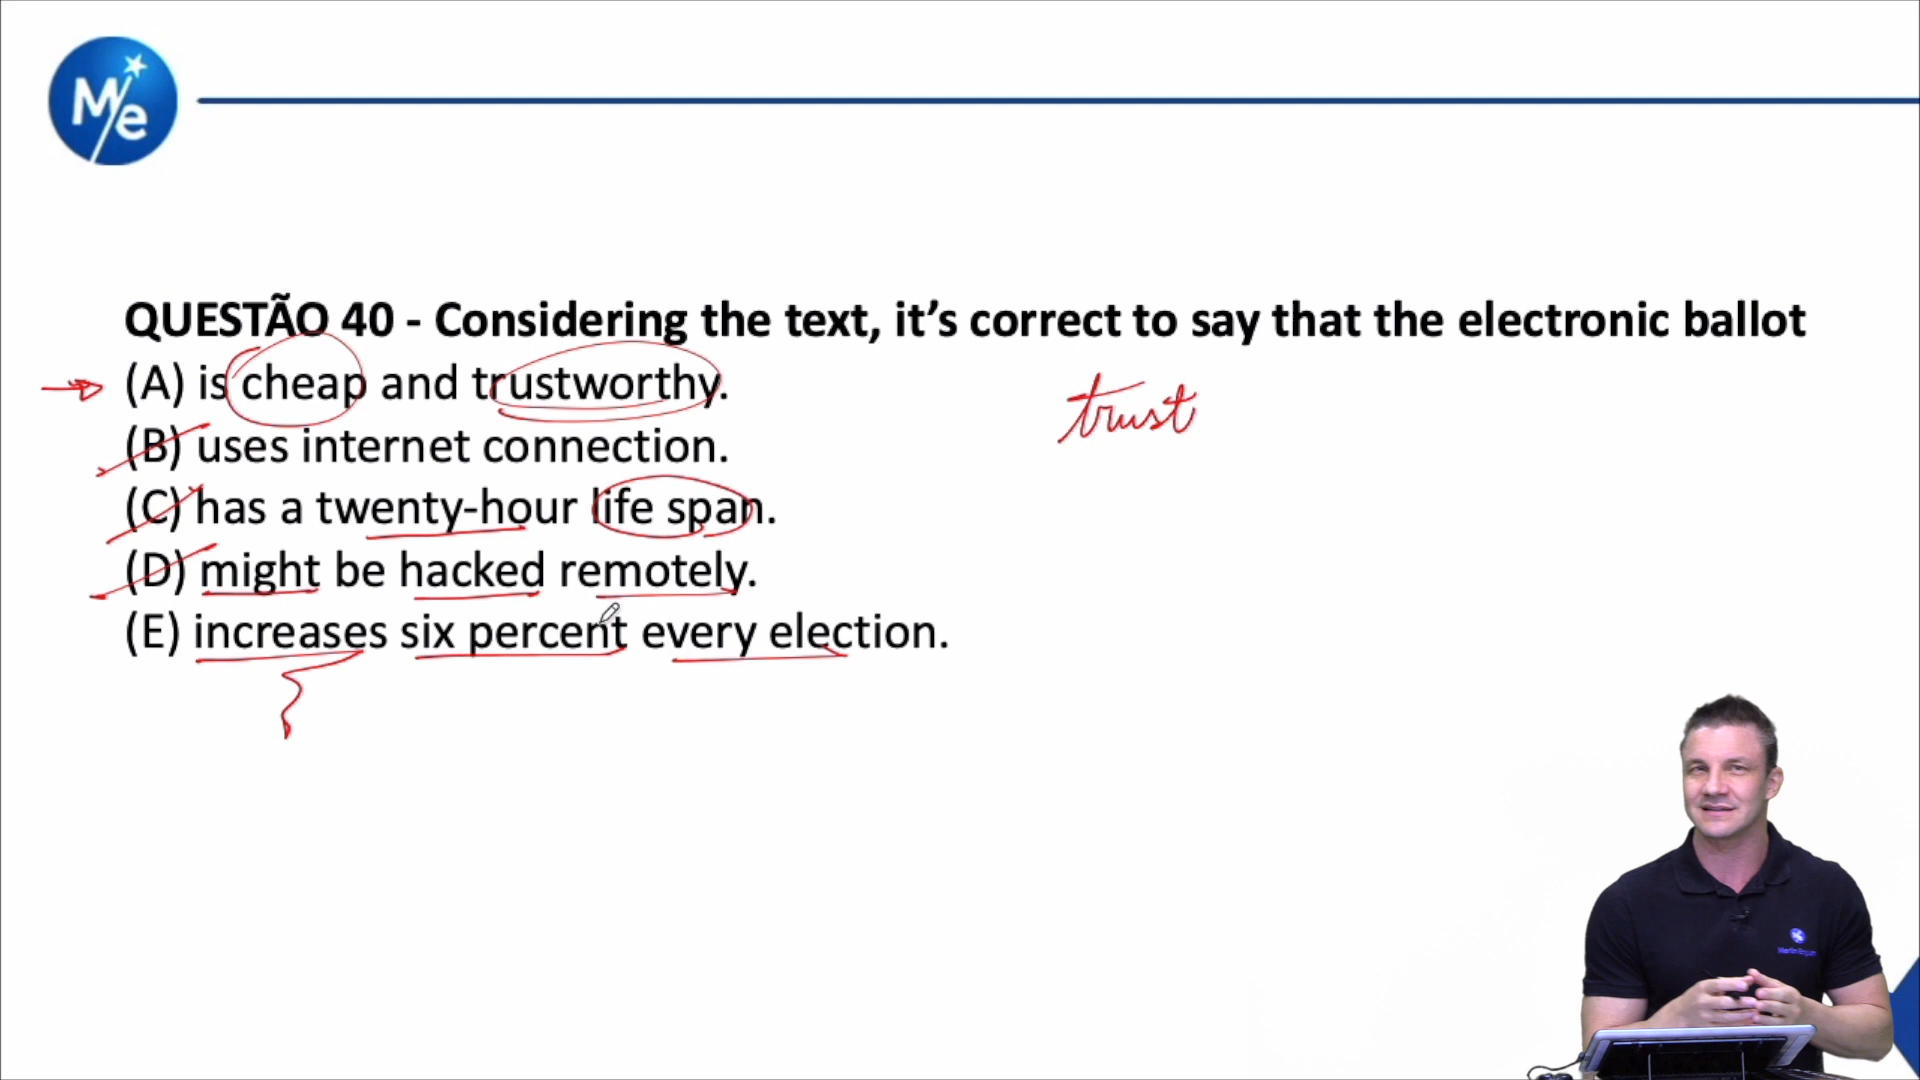 M/e
QUESTÃO 40 - Considering the text, it’s correct to say that the electronic ballot
(A) is cheap and trustworthy.
trust
(B) uses internet connection.
(C) has a twenty-hour life span.
(D) might be hacked remotely.
(E) increases six percent every election.